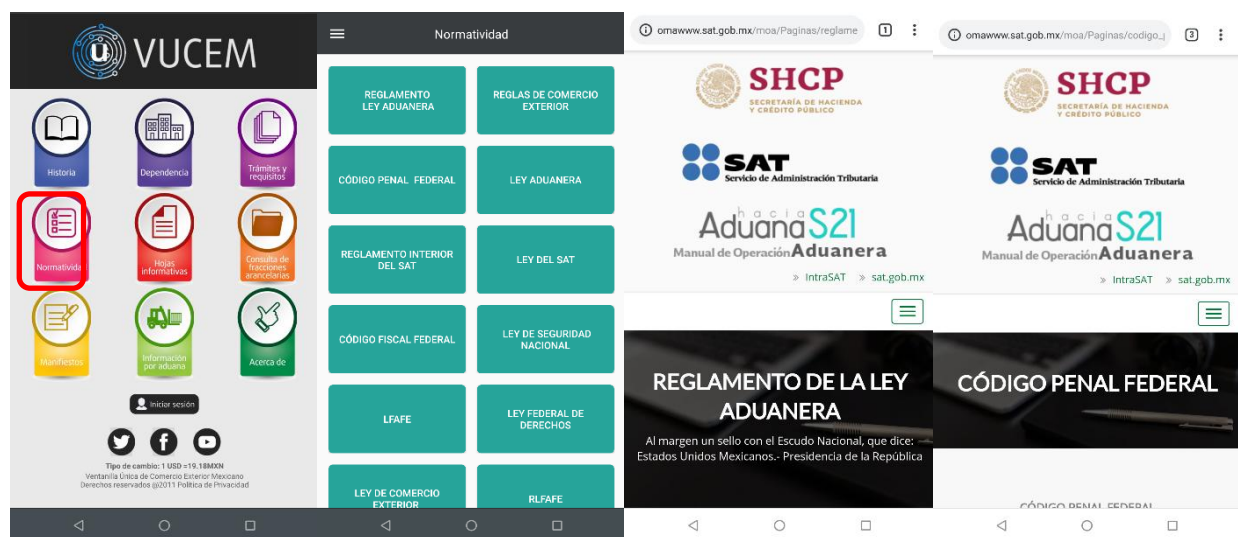 VUCEM
Historia
Dependencia
Trámites y
requisitos
Normatividad
Hojas
informativas
Consulta de
fracciones
arancelarias
Manifiestos
Información
por aduana
Acerca de
Iniciar sesión
Tipo de cambio: 1 USD =19.18MXN
Ventanilla Única de Comercio Exterior Mexicano
Derechos reservados @2011 Política de Privacidad
Normatividad
REGLAMENTO
LEY ADUANERA
REGLAS DE COMERCIO
EXTERIOR
CÓDIGO PENAL FEDERAL
LEY ADUANERA
REGLAMENTO INTERIOR
DEL SAT
LEY DEL SAT
CÓDIGO FISCAL FEDERAL
LEY DE SEGURIDAD
NACIONAL
LFAFE
LEY FEDERAL DE
DERECHOS
LEY DE COMERCIO
EXTERIOR
RLFAFE
omawww.sat.gob.mx/moa/Paginas/reglame
1
SHCP
SECRETARÍA DE HACIENDA
Y CRÉDITO PÚBLICO
SAT
Servicio de Administración Tributaria
hacia
Aduana S21
Manual de Operación Aduanera
» IntraSAT » sat.gob.mx
REGLAMENTO DE LA LEY
ADUANERA
Al margen un sello con el Escudo Nacional, que dice:
Estados Unidos Mexicanos.- Presidencia de la República
omawww.sat.gob.mx/moa/Paginas/codigo_p
3
SHCP
SECRETARÍA DE HACIENDA
Y CRÉDITO PÚBLICO
SAT
Servicio de Administración Tributaria
hacia
Aduana S21
Manual de Operación Aduanera
» IntraSAT » sat.gob.mx
CÓDIGO PENAL FEDERAL
CÓDIGO PENAL FEDERAL